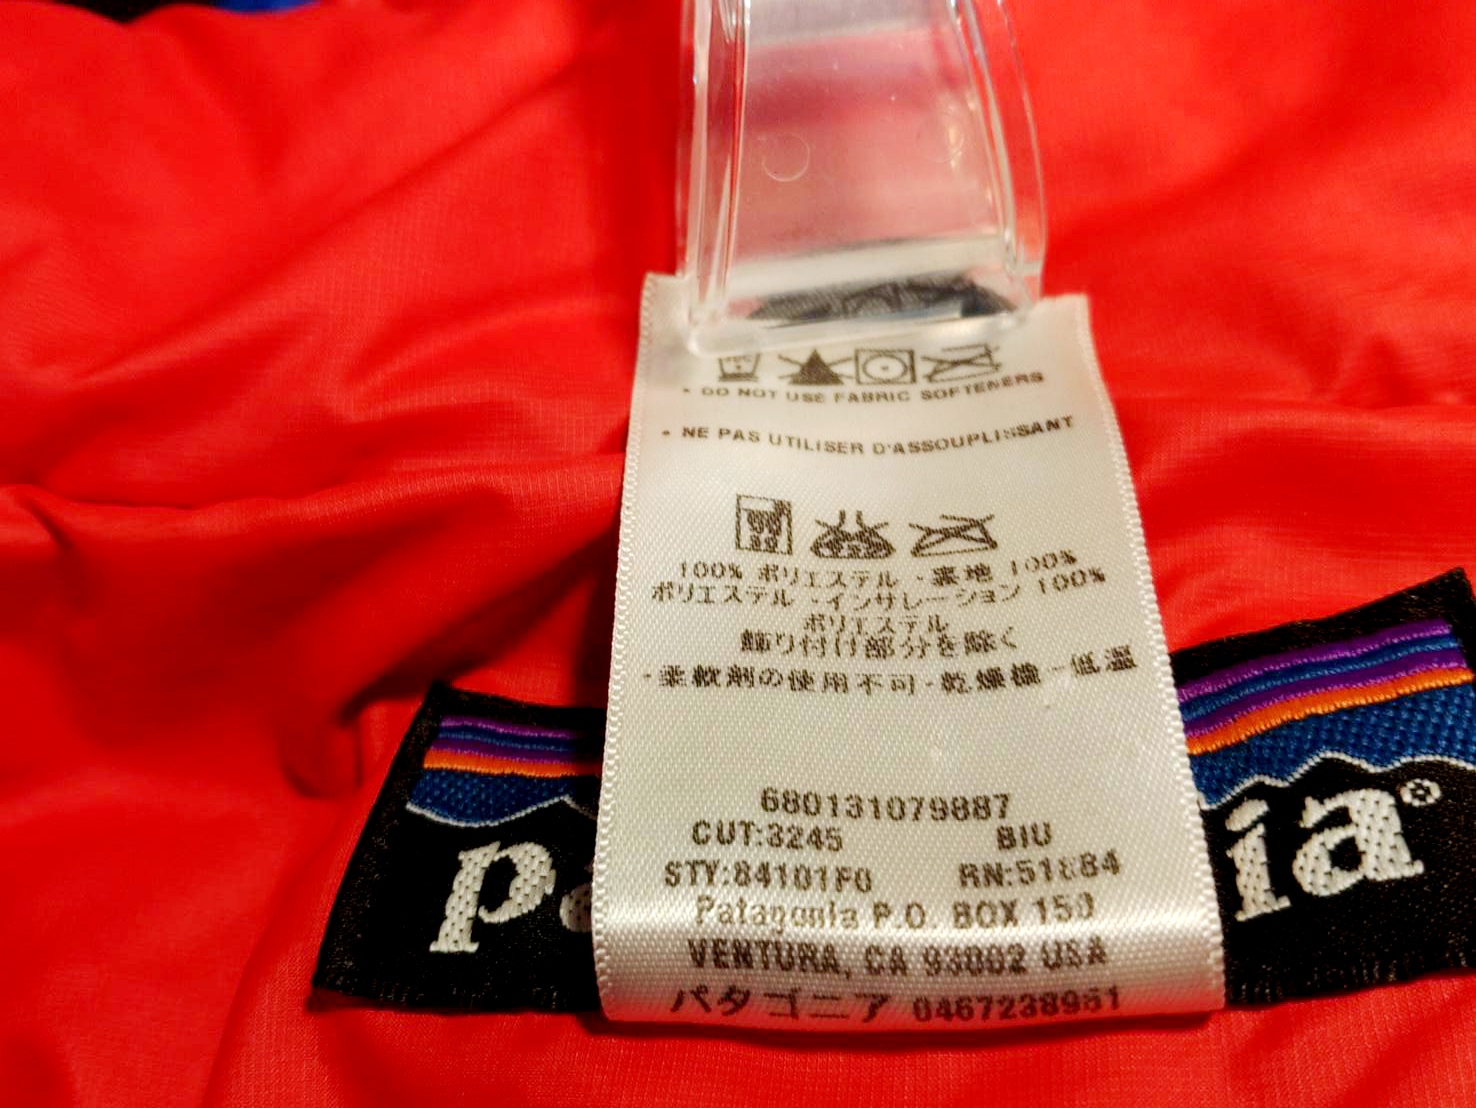 • DO NOT USE FABRIC SOFTENERS
• NE PAS UTILISER D'ASSOUPLISSANT
100% ポリエステル・裏地 100%
ポリエステル・インサレーション 100%
ポリエステル
飾り付け部分を除く
・柔軟剤の使用不可・乾燥機－低温
680131079887
CUT:3245 BIU
STY:84101F0 RN:51884
Patagonia P.O. BOX 150
VENTURA, CA 93002 USA
パタゴニア 0467238961
ia®